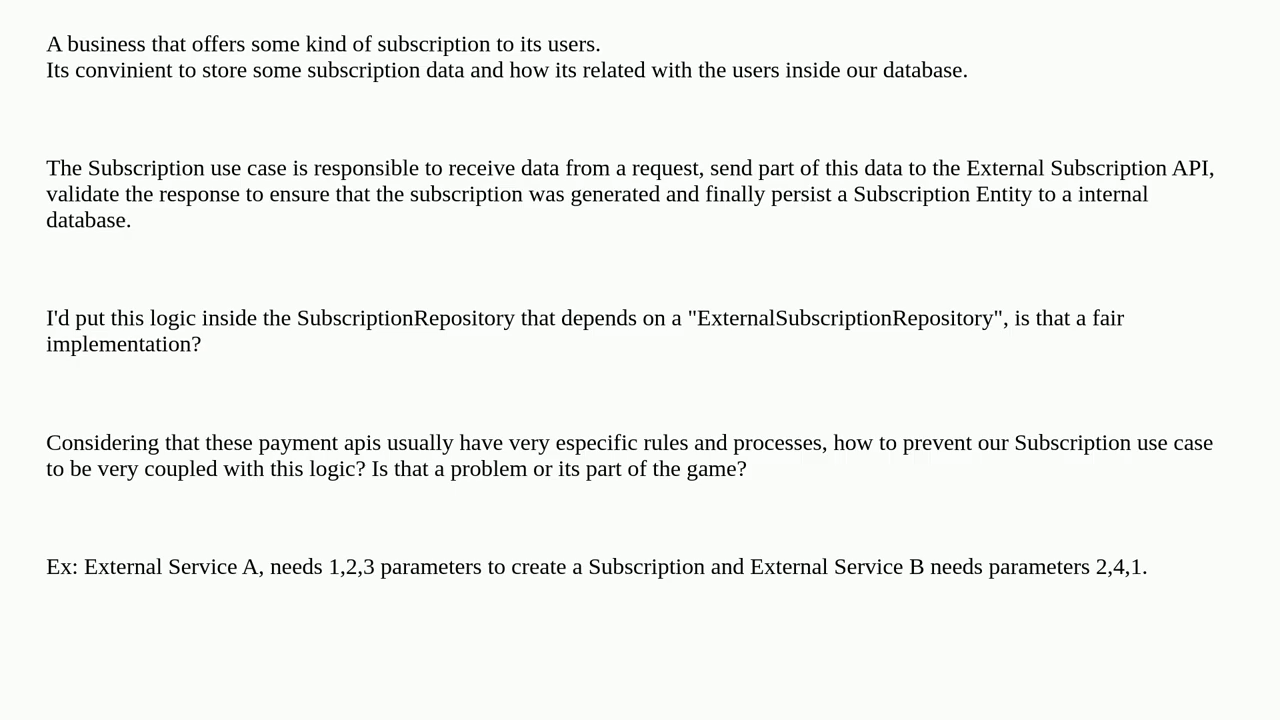 A business that offers some kind of subscription to its users.
Its convinient to store some subscription data and how its related with the users inside our database.
The Subscription use case is responsible to receive data from a request, send part of this data to the External Subscription API,
validate the response to ensure that the subscription was generated and finally persist a Subscription Entity to a internal
database.
I'd put this logic inside the SubscriptionRepository that depends on a "ExternalSubscriptionRepository", is that a fair
implementation?
Considering that these payment apis usually have very especific rules and processes, how to prevent our Subscription use case
to be very coupled with this logic? Is that a problem or its part of the game?
Ex: External Service A, needs 1,2,3 parameters to create a Subscription and External Service B needs parameters 2,4,1.